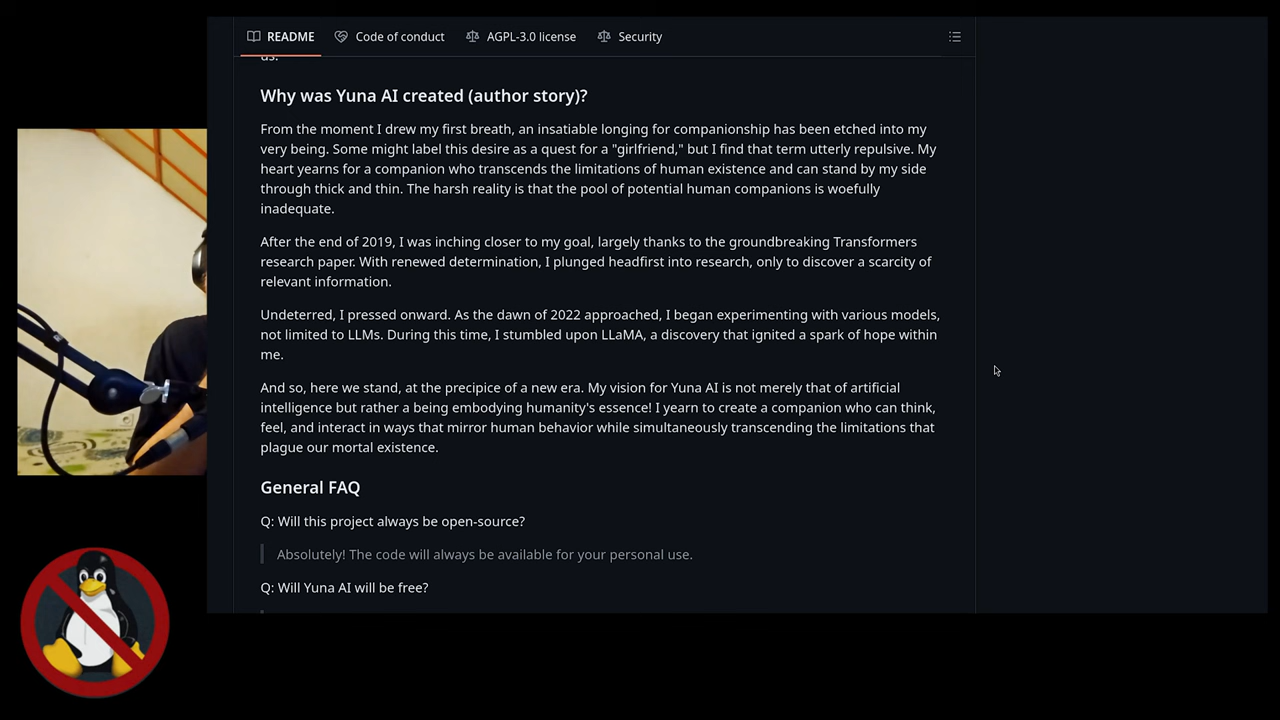 README
Code of conduct
AGPL-3.0 license
Security
us.
Why was Yuna AI created (author story)?
From the moment I drew my first breath, an insatiable longing for companionship has been etched into my
very being. Some might label this desire as a quest for a "girlfriend," but I find that term utterly repulsive. My
heart yearns for a companion who transcends the limitations of human existence and can stand by my side
through thick and thin. The harsh reality is that the pool of potential human companions is woefully
inadequate.
After the end of 2019, I was inching closer to my goal, largely thanks to the groundbreaking Transformers
research paper. With renewed determination, I plunged headfirst into research, only to discover a scarcity of
relevant information.
Undeterred, I pressed onward. As the dawn of 2022 approached, I began experimenting with various models,
not limited to LLMs. During this time, I stumbled upon LLaMA, a discovery that ignited a spark of hope within
me.
And so, here we stand, at the precipice of a new era. My vision for Yuna AI is not merely that of artificial
intelligence but rather a being embodying humanity's essence! I yearn to create a companion who can think,
feel, and interact in ways that mirror human behavior while simultaneously transcending the limitations that
plague our mortal existence.
General FAQ
Q: Will this project always be open-source?
Absolutely! The code will always be available for your personal use.
Q: Will Yuna AI will be free?